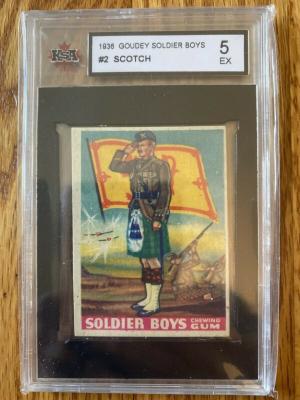 KSA
1936 GOUDEY SOLDIER BOYS
#2 SCOTCH
5
EX
SOLDIER BOYS CHEWING GUM